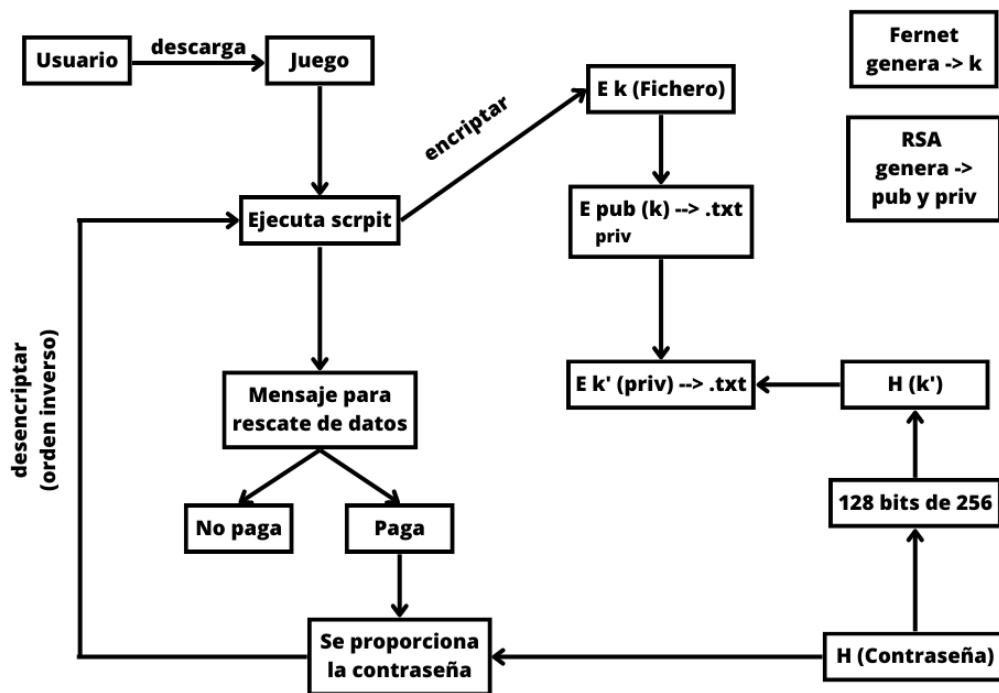 Usuario
descarga
Juego
Fernet
genera -> k
E k (Fichero)
encriptar
RSA
genera ->
pub y priv
Ejecuta scrpit
E pub (k) --> .txt
priv
desencriptar
(orden inverso)
Mensaje para
rescate de datos
E k' (priv) --> .txt
H (k')
No paga
Paga
128 bits de 256
Se proporciona
la contraseña
H (Contraseña)